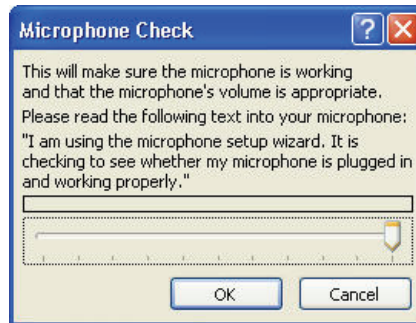 Microphone Check
This will make sure the microphone is working
and that the microphone's volume is appropriate.
Please read the following text into your microphone:
"I am using the microphone setup wizard. It is
checking to see whether my microphone is plugged in
and working properly."
OK Cancel